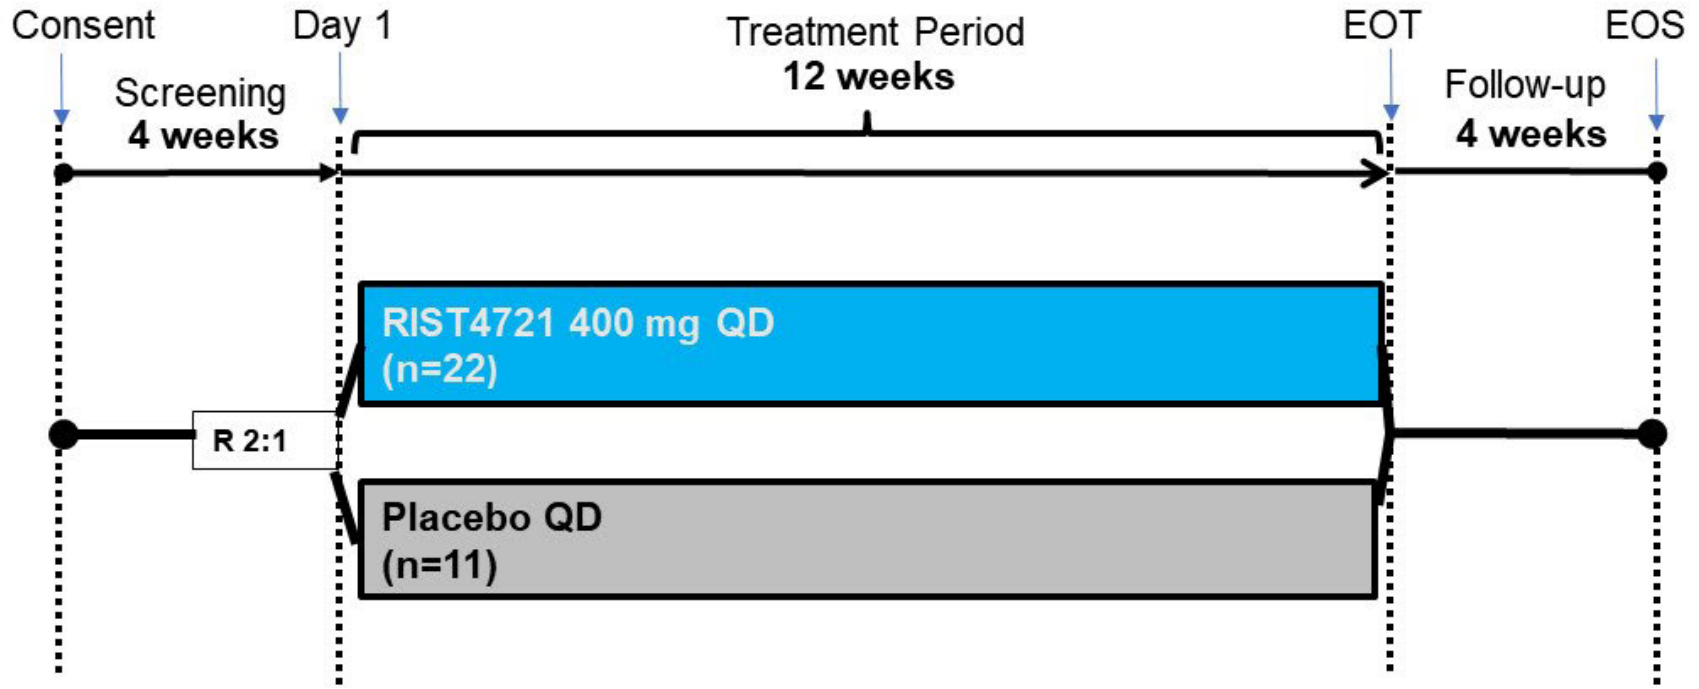 Consent
Day 1
Treatment Period
12 weeks
EOT
EOS
Screening
4 weeks
Follow-up
4 weeks
RIST4721 400 mg QD
(n=22)
R 2:1
Placebo QD
(n=11)